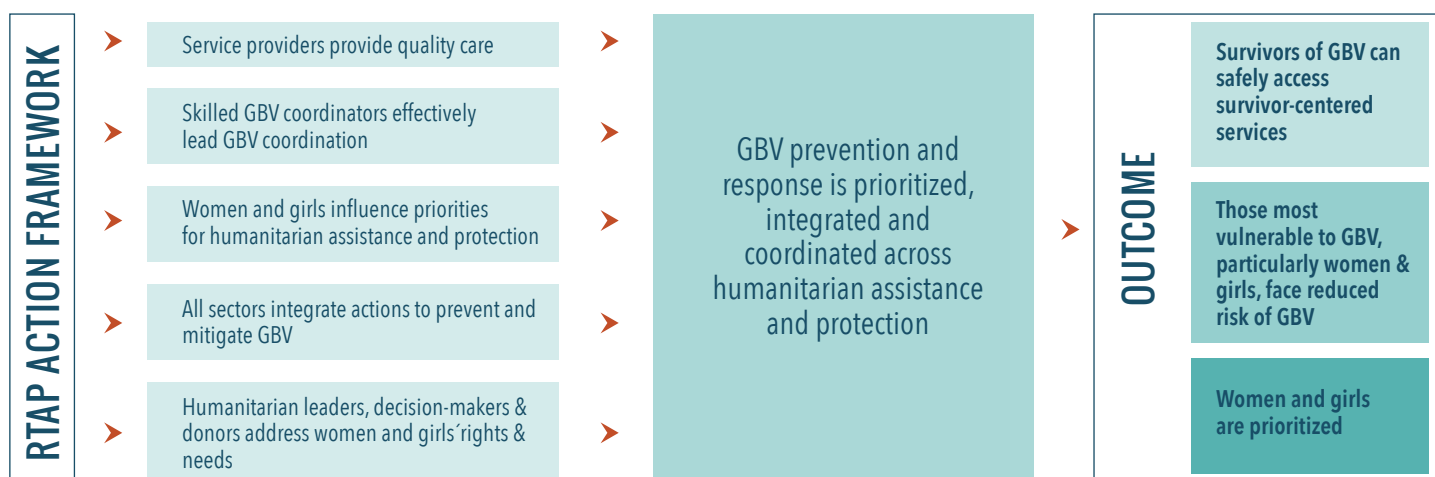 RTAP ACTION FRAMEWORK
Service providers provide quality care
Skilled GBV coordinators effectively
lead GBV coordination
Women and girls influence priorities
for humanitarian assistance and protection
All sectors integrate actions to prevent and
mitigate GBV
Humanitarian leaders, decision-makers &
donors address women and girls´rights &
needs
GBV prevention and
response is prioritized,
integrated and
coordinated across
humanitarian assistance
and protection
OUTCOME
Survivors of GBV can
safely access
survivor-centered
services
Those most
vulnerable to GBV,
particularly women &
girls, face reduced
risk of GBV
Women and girls
are prioritized